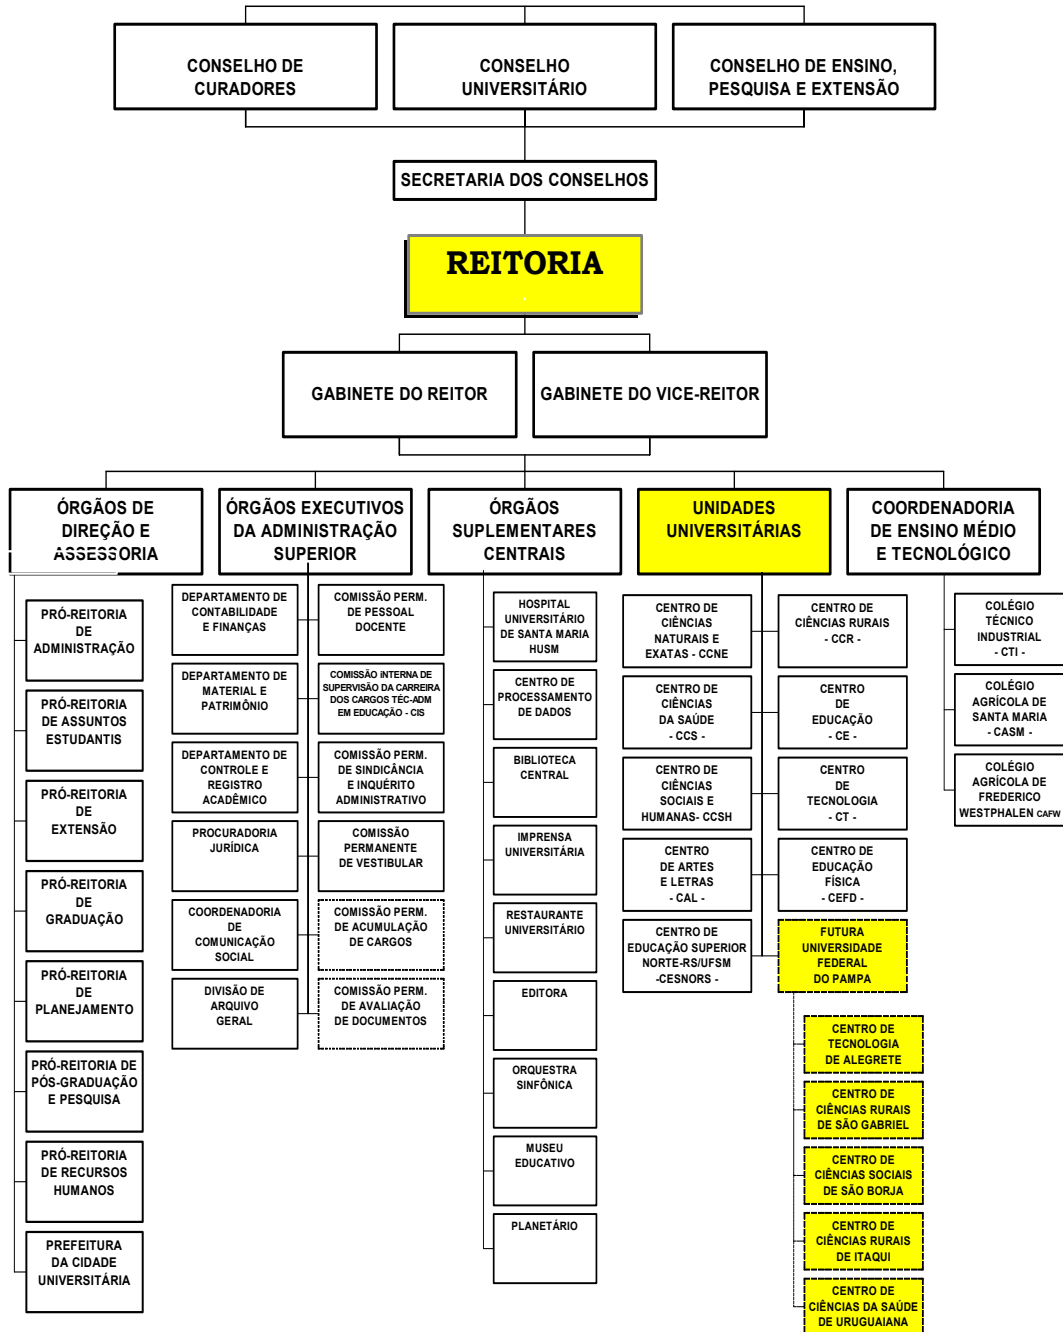 CONSELHO DE
CURADORES
CONSELHO
UNIVERSITÁRIO
CONSELHO DE ENSINO,
PESQUISA E EXTENSÃO
SECRETARIA DOS CONSELHOS
REITORIA
GABINETE DO REITOR
GABINETE DO VICE-REITOR
ÓRGÃOS DE
DIREÇÃO E
ASSESSORIA
ÓRGÃOS EXECUTIVOS
DA ADMINISTRAÇÃO
SUPERIOR
ÓRGÃOS
SUPLEMENTARES
CENTRAIS
UNIDADES
UNIVERSITÁRIAS
COORDENADORIA
DE ENSINO MÉDIO
E TECNOLÓGICO
PRÓ-REITORIA
DE
ADMINISTRAÇÃO
PRÓ-REITORIA
DE ASSUNTOS
ESTUDANTIS
PRÓ-REITORIA
DE
EXTENSÃO
PRÓ-REITORIA
DE
GRADUAÇÃO
PRÓ-REITORIA
DE
PLANEJAMENTO
PRÓ-REITORIA DE
PÓS-GRADUAÇÃO
E PESQUISA
PRÓ-REITORIA
DE RECURSOS
HUMANOS
PREFEITURA
DA CIDADE
UNIVERSITÁRIA
DEPARTAMENTO DE
CONTABILIDADE
E FINANÇAS
COMISSÃO PERM.
DE PESSOAL
DOCENTE
DEPARTAMENTO DE
MATERIAL E
PATRIMÔNIO
COMISSÃO iNTERNA DE
SUPERVISÃO DA CARREIRA
DOS CARGOS TÉC-ADM
EM EDUCAÇÃO - CIS
DEPARTAMENTO DE
CONTROLE E
REGISTRO
ACADÊMICO
COMISSÃO PERM.
DE SINDICÂNCIA
E INQUÉRITO
ADMINISTRATIVO
PROCURADORIA
JURÍDICA
COMISSÃO
PERMANENTE
DE VESTIBULAR
COORDENADORIA
DE
COMUNICAÇÃO
SOCIAL
COMISSÃO PERM.
DE ACUMULAÇÃO
DE CARGOS
DIVISÃO DE
ARQUIVO
GERAL
COMISSÃO PERM.
DE AVALIAÇÃO
DE DOCUMENTOS
HOSPITAL
UNIVERSITÁRIO
DE SANTA MARIA
HUSM
CENTRO DE
PROCESSAMENTO
DE DADOS
BIBLIOTECA
CENTRAL
IMPRENSA
UNIVERSITÁRIA
RESTAURANTE
UNIVERSITÁRIO
EDITORA
ORQUESTRA
SINFÔNICA
MUSEU
EDUCATIVO
PLANETÁRIO
CENTRO DE
CIÊNCIAS
NATURAIS E
EXATAS - CCNE
CENTRO DE
CIÊNCIAS RURAIS
- CCR -
CENTRO DE
CIÊNCIAS
DA SAÚDE
- CCS -
CENTRO
DE
EDUCAÇÃO
- CE -
CENTRO DE
CIÊNCIAS
SOCIAIS E
HUMANAS- CCSH
CENTRO
DE
TECNOLOGIA
- CT -
CENTRO
DE ARTES
E LETRAS
- CAL -
CENTRO DE
EDUCAÇÃO
FÍSICA
- CEFD -
CENTRO DE
EDUCAÇÃO SUPERIOR
NORTE-RS/UFSM
-CESNORS -
FUTURA
UNIVERSIDADE
FEDERAL
DO PAMPA
CENTRO DE
TECNOLOGIA
DE ALEGRETE
CENTRO DE
CIÊNCIAS RURAIS
DE SÃO GABRIEL
CENTRO DE
CIÊNCIAS SOCIAIS
DE SÃO BORJA
CENTRO DE
CIÊNCIAS RURAIS
DE ITAQUI
CENTRO DE
CIÊNCIAS DA SAÚDE
DE URUGUAIANA
COLÉGIO
TÉCNICO
INDUSTRIAL
- CTI -
COLÉGIO
AGRÍCOLA DE
SANTA MARIA
- CASM -
COLÉGIO
AGRÍCOLA DE
FREDERICO
WESTPHALEN CAFW